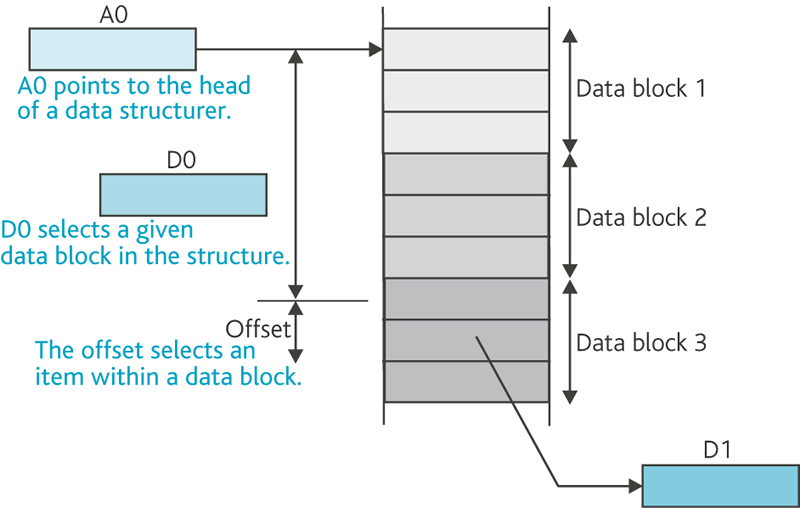 A0
A0 points to the head
of a data structurer.
D0
D0 selects a given
data block in the structure.
Offset
The offset selects an
item within a data block.
Data block 1
Data block 2
Data block 3
D1